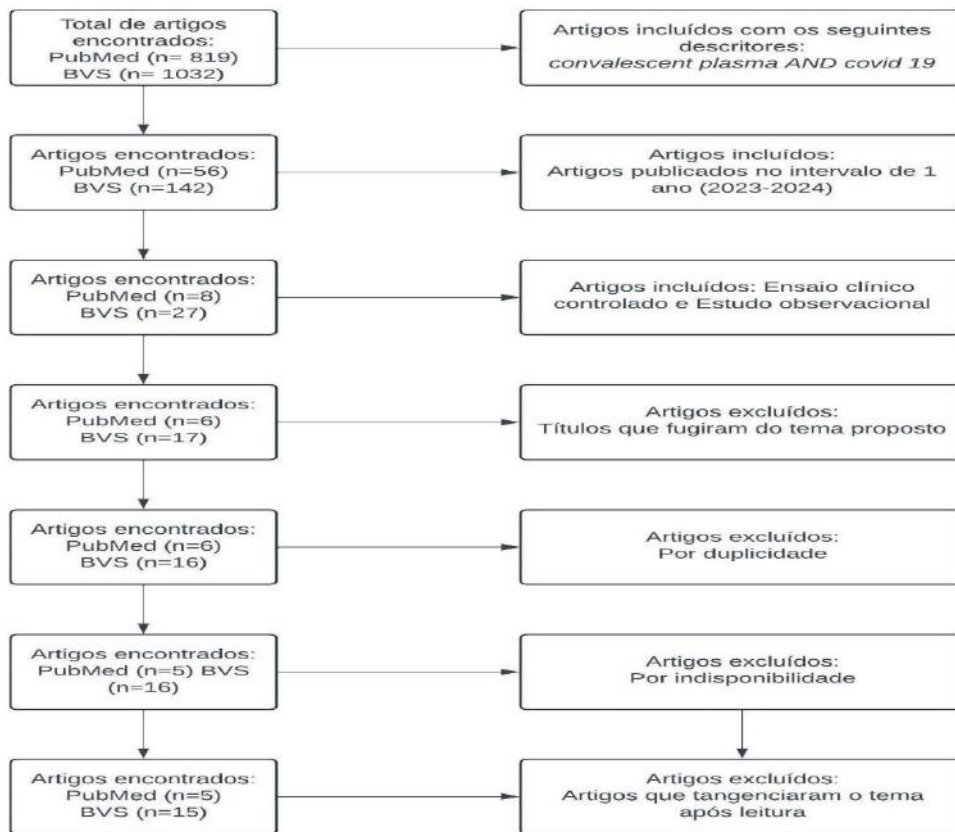 Total de artigos
encontrados:
PubMed (n= 819)
BVS (n= 1032)
Artigos incluídos com os seguintes
descritores:
convalescent plasma AND covid 19
Artigos encontrados:
PubMed (n=56)
BVS (n=142)
Artigos incluídos:
Artigos publicados no intervalo de 1
ano (2023-2024)
Artigos encontrados:
PubMed (n=8)
BVS (n=27)
Artigos incluídos: Ensaio clínico
controlado e Estudo observacional
Artigos encontrados:
PubMed (n=6)
BVS (n=17)
Artigos excluídos:
Títulos que fugiram do tema proposto
Artigos encontrados:
PubMed (n=6)
BVS (n=16)
Artigos excluídos:
Por duplicidade
Artigos encontrados:
PubMed (n=5) BVS
(n=16)
Artigos excluídos:
Por indisponibilidade
Artigos encontrados:
PubMed (n=5)
BVS (n=15)
Artigos excluídos:
Artigos que tangenciaram o tema
após leitura